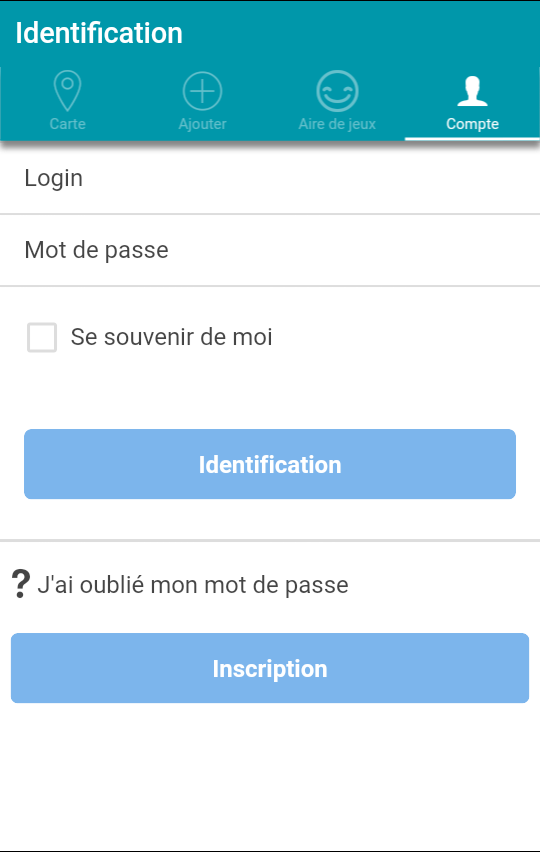 Identification
Carte
Ajouter
Aire de jeux
Compte
Login
Mot de passe
Se souvenir de moi
Identification
? J'ai oublié mon mot de passe
Inscription